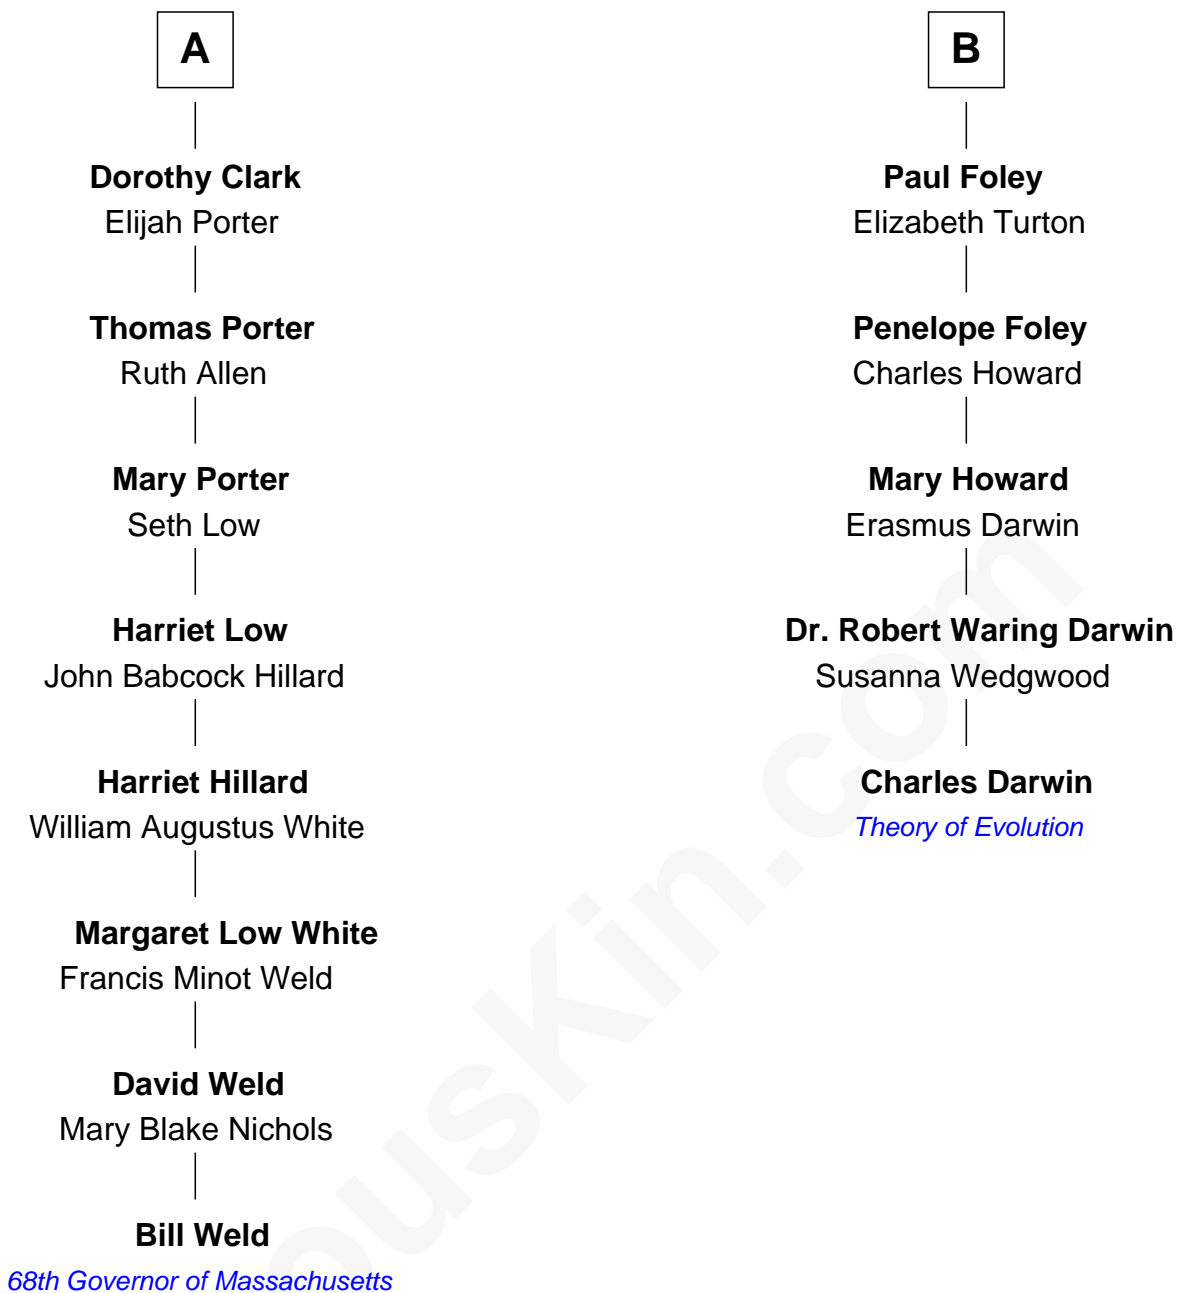 A
Dorothy Clark
Elijah Porter
Thomas Porter
Ruth Allen
Mary Porter
Seth Low
Harriet Low
John Babcock Hillard
Harriet Hillard
William Augustus White
Margaret Low White
Francis Minot Weld
David Weld
Mary Blake Nichols
Bill Weld
68th Governor of Massachusetts
B
Paul Foley
Elizabeth Turton
Penelope Foley
Charles Howard
Mary Howard
Erasmus Darwin
Dr. Robert Waring Darwin
Susanna Wedgwood
Charles Darwin
Theory of Evolution
ousKin.com